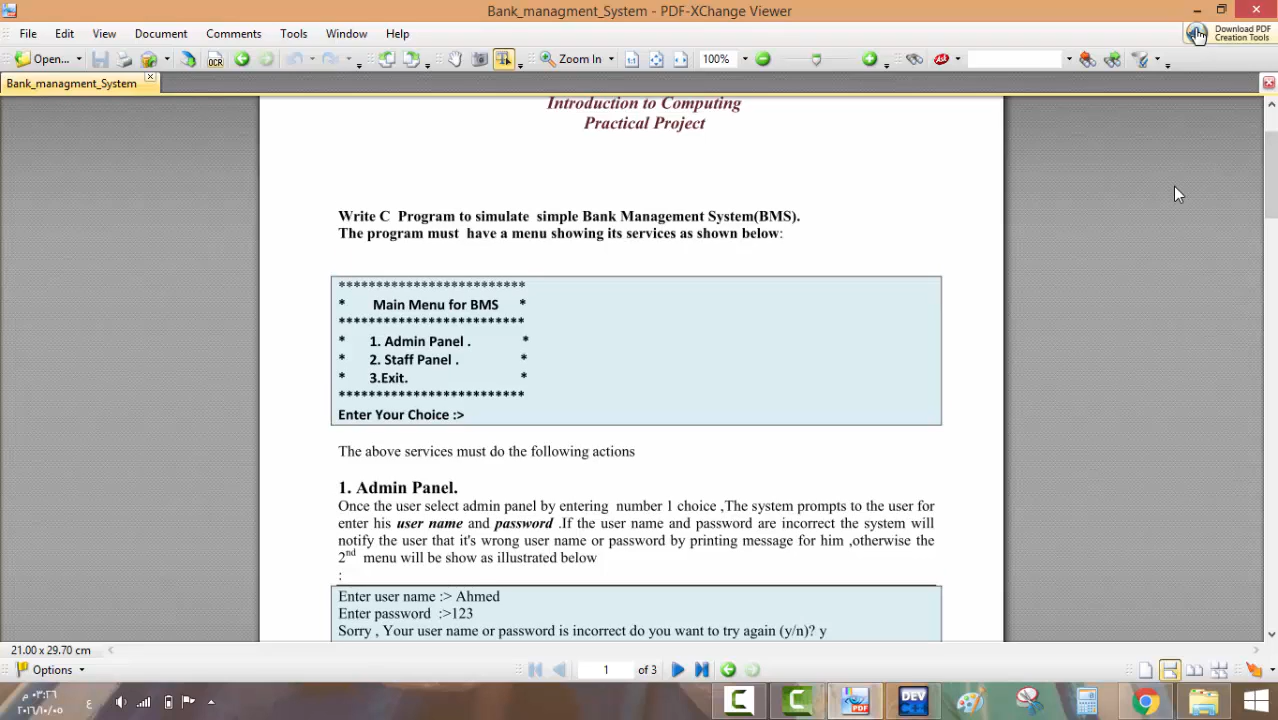 Bank_managment_System - PDF-XChange Viewer
File Edit View Document Comments Tools Window Help
Download PDF
Creation Tools
Open... OCR Zoom In 100%
Bank_managment_System
Introduction to Computing
Practical Project
Write C Program to simulate simple Bank Management System(BMS).
The program must have a menu showing its services as shown below:
*************************
* Main Menu for BMS *
*************************
* 1. Admin Panel . *
* 2. Staff Panel . *
* 3.Exit. *
*************************
Enter Your Choice :>
The above services must do the following actions
1. Admin Panel.
Once the user select admin panel by entering number 1 choice ,The system prompts to the user for
enter his user name and password .If the user name and password are incorrect the system will
notify the user that it's wrong user name or password by printing message for him ,otherwise the
2nd menu will be show as illustrated below
:
Enter user name :> Ahmed
Enter password :>123
Sorry , Your user name or password is incorrect do you want to try again (y/n)? y
21.00 x 29.70 cm
Options 1 of 3
PDF DEV
٠٣:٢٦ م
ع
٢٠١٦/١٠/٠٥